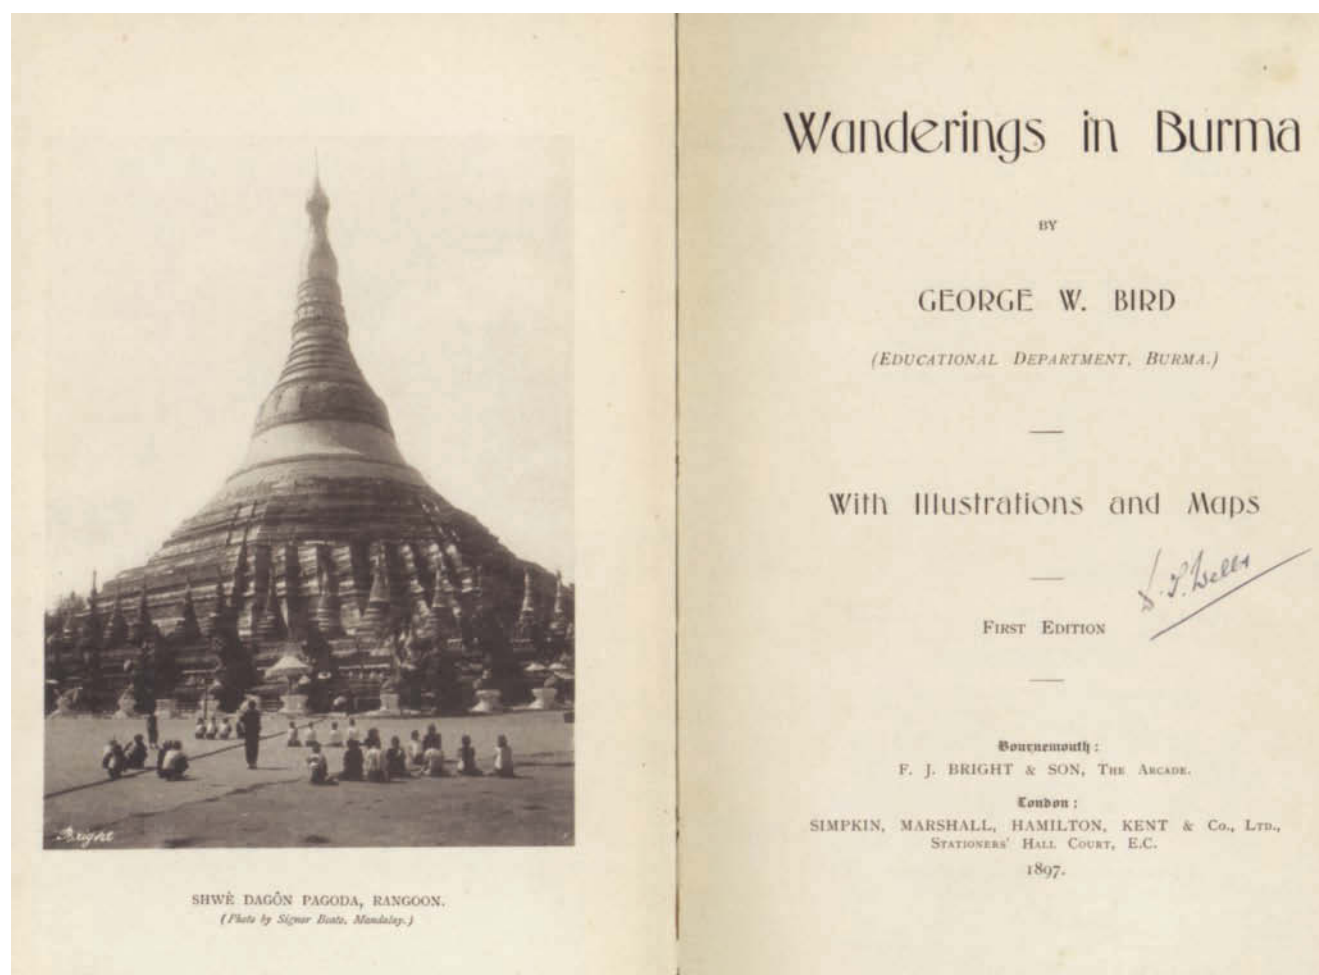 Bright
SHWÉ DAGÔN PAGODA, RANGOON.
(Photo by Signor Beato, Mandalay.)
Wanderings in Burma
BY
GEORGE W. BIRD
(EDUCATIONAL DEPARTMENT, BURMA.)
With Illustrations and Maps
FIRST EDITION
Bournemouth :
F. J. BRIGHT & SON, THE ARCADE.
London :
SIMPKIN, MARSHALL, HAMILTON, KENT & Co., LTD.,
STATIONERS' HALL COURT, E.C.
1897.